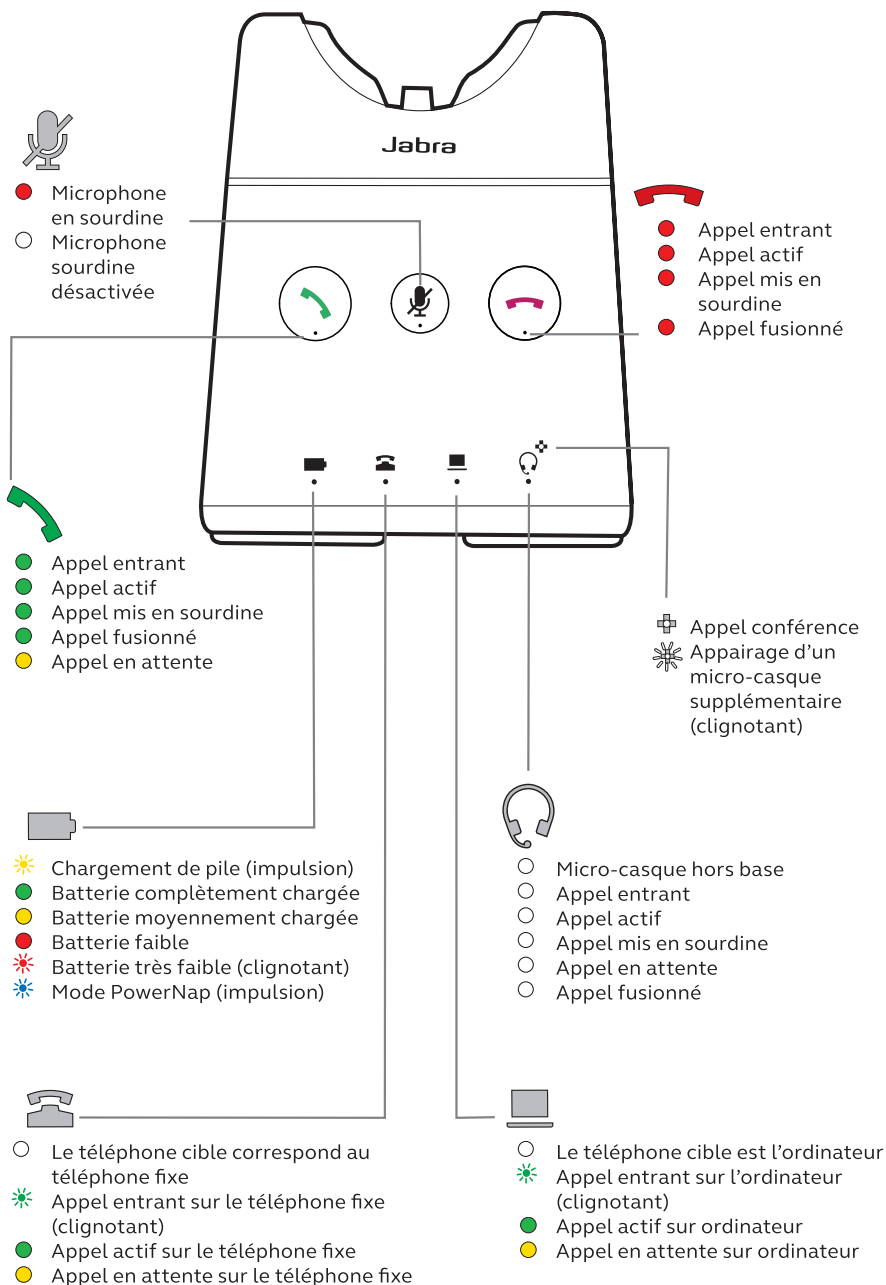 Jabra
Microphone
en sourdine
Microphone
sourdine
désactivée
Appel entrant
Appel actif
Appel mis en
sourdine
Appel fusionné
Appel entrant
Appel actif
Appel mis en sourdine
Appel fusionné
Appel en attente
Appel conférence
Appairage d’un
micro-casque
supplémentaire
(clignotant)
Chargement de pile (impulsion)
Batterie complètement chargée
Batterie moyennement chargée
Batterie faible
Batterie très faible (clignotant)
Mode PowerNap (impulsion)
Micro-casque hors base
Appel entrant
Appel actif
Appel mis en sourdine
Appel en attente
Appel fusionné
Le téléphone cible correspond au
téléphone fixe
Appel entrant sur le téléphone fixe
(clignotant)
Appel actif sur le téléphone fixe
Appel en attente sur le téléphone fixe
Le téléphone cible est l’ordinateur
Appel entrant sur l’ordinateur
(clignotant)
Appel actif sur ordinateur
Appel en attente sur ordinateur